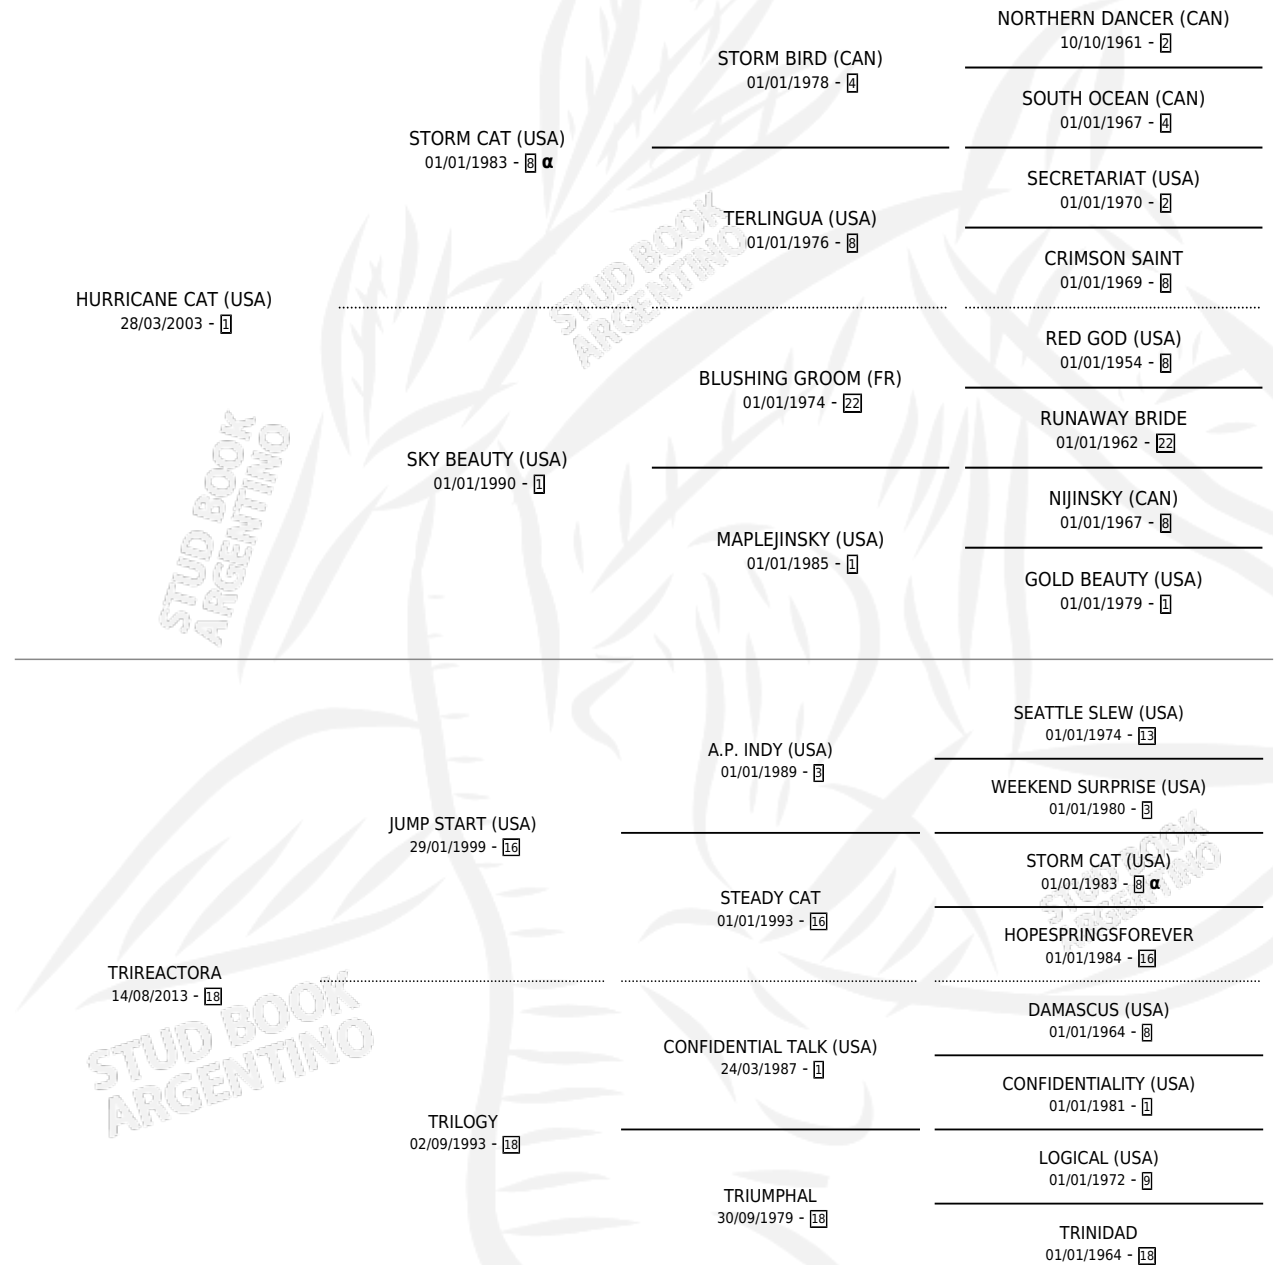 NORTHERN DANCER (CAN)
10/10/1961 - 2
STORM BIRD (CAN)
01/01/1978 - 4
SOUTH OCEAN (CAN)
01/01/1967 - 4
STORM CAT (USA)
01/01/1983 - 8 α
SECRETARIAT (USA)
01/01/1970 - 2
TERLINGUA (USA)
01/01/1976 - 8
CRIMSON SAINT
01/01/1969 - 8
HURRICANE CAT (USA)
28/03/2003 - 1
RED GOD (USA)
01/01/1954 - 8
BLUSHING GROOM (FR)
01/01/1974 - 22
RUNAWAY BRIDE
01/01/1962 - 22
SKY BEAUTY (USA)
01/01/1990 - 1
NIJINSKY (CAN)
01/01/1967 - 8
MAPLEJINSKY (USA)
01/01/1985 - 1
GOLD BEAUTY (USA)
01/01/1979 - 1
SEATTLE SLEW (USA)
01/01/1974 - 13
A.P. INDY (USA)
01/01/1989 - 3
WEEKEND SURPRISE (USA)
01/01/1980 - 3
JUMP START (USA)
29/01/1999 - 16
STORM CAT (USA)
01/01/1983 - 8 α
STEADY CAT
01/01/1993 - 16
HOPESPRINGSFOREVER
01/01/1984 - 16
TRIREACTORA
14/08/2013 - 18
DAMASCUS (USA)
01/01/1964 - 8
CONFIDENTIAL TALK (USA)
24/03/1987 - 1
CONFIDENTIALITY (USA)
01/01/1981 - 1
TRILOGY
02/09/1993 - 18
LOGICAL (USA)
01/01/1972 - 9
TRIUMPHAL
30/09/1979 - 18
TRINIDAD
01/01/1964 - 18
STUD BOOK
ARGENTINO
STUD BOOK
ARGENTINO
STUD BOOK
ARGENTINO
STUD BOOK
ARGENTINO